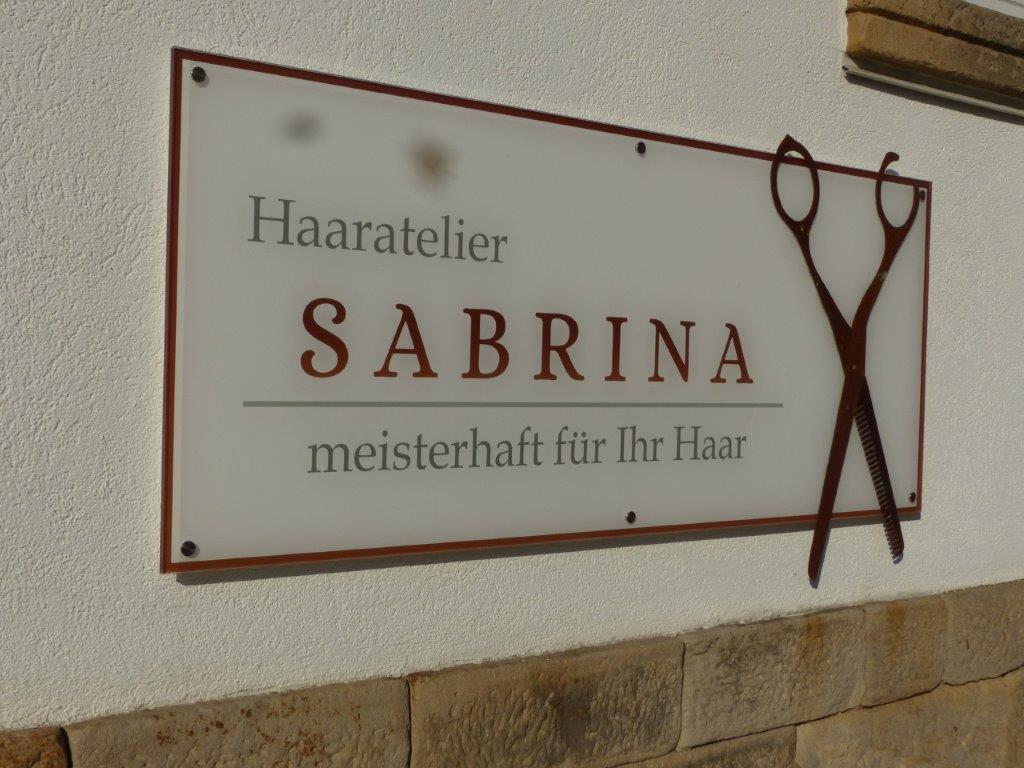 Haaratelier
SABRINA
meisterhaft für Ihr Haar